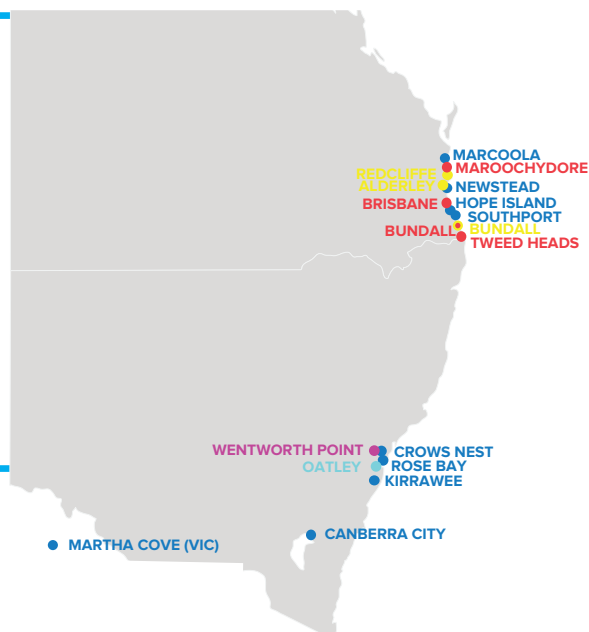 MARCOOLA
MAROOCHYDORE
REDCLIFFE
ALDERLEY
NEWSTEAD
BRISBANE
HOPE ISLAND
SOUTHPORT
BUNDALL
BUNDALL
TWEED HEADS
WENTWORTH POINT
CROWS NEST
OATLEY
ROSE BAY
KIRRAWEE
CANBERRA CITY
MARTHA COVE (VIC)